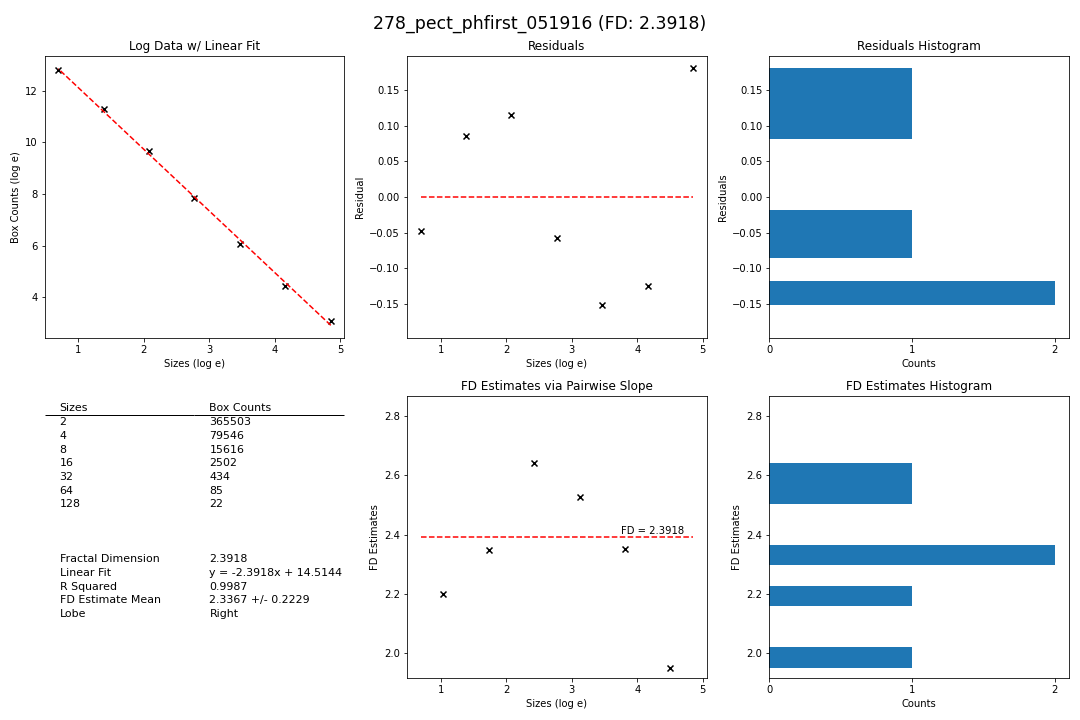 278_pect_phfirst_051916 (FD: 2.3918)
Log Data w/ Linear Fit
12
10
8
6
4
Box Counts (log e)
1 2 3 4 5
Sizes (log e)
Residuals
0.15
0.10
0.05
0.00
−0.05
−0.10
−0.15
Residual
1 2 3 4 5
Sizes (log e)
Residuals Histogram
0.15
0.10
0.05
0.00
−0.05
−0.10
−0.15
Residuals
0 1 2
Counts
Sizes Box Counts
2 365503
4 79546
8 15616
16 2502
32 434
64 85
128 22
Fractal Dimension 2.3918
Linear Fit y = -2.3918x + 14.5144
R Squared 0.9987
FD Estimate Mean 2.3367 +/- 0.2229
Lobe Right
FD Estimates via Pairwise Slope
2.8
2.6
2.4
2.2
2.0
FD Estimates
FD = 2.3918
1 2 3 4 5
Sizes (log e)
FD Estimates Histogram
2.8
2.6
2.4
2.2
2.0
FD Estimates
0 1 2
Counts